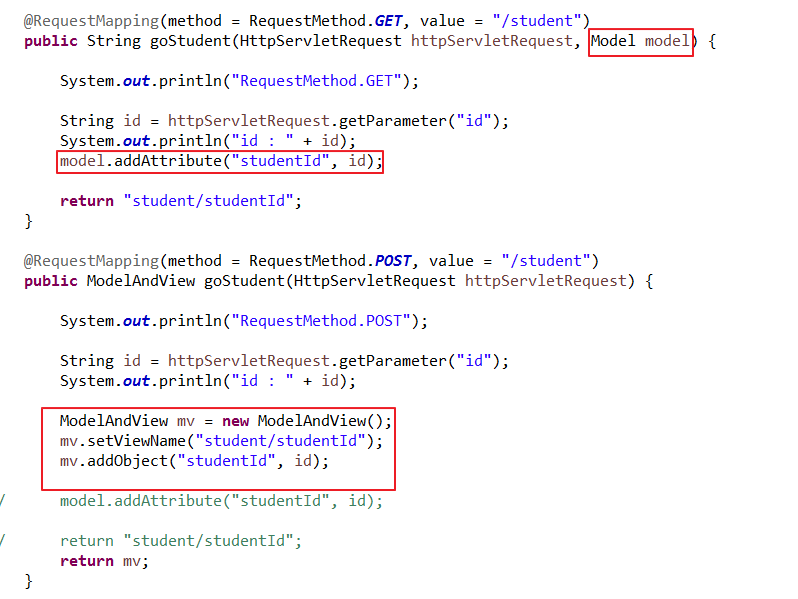 @RequestMapping(method = RequestMethod.GET, value = "/student")
public String goStudent(HttpServletRequest httpServletRequest, Model model) {
System.out.println("RequestMethod.GET");
String id = httpServletRequest.getParameter("id");
System.out.println("id : " + id);
model.addAttribute("studentId", id);
return "student/studentId";
}
@RequestMapping(method = RequestMethod.POST, value = "/student")
public ModelAndView goStudent(HttpServletRequest httpServletRequest) {
System.out.println("RequestMethod.POST");
String id = httpServletRequest.getParameter("id");
System.out.println("id : " + id);
ModelAndView mv = new ModelAndView();
mv.setViewName("student/studentId");
mv.addObject("studentId", id);
/ model.addAttribute("studentId", id);
/ return "student/studentId";
return mv;
}